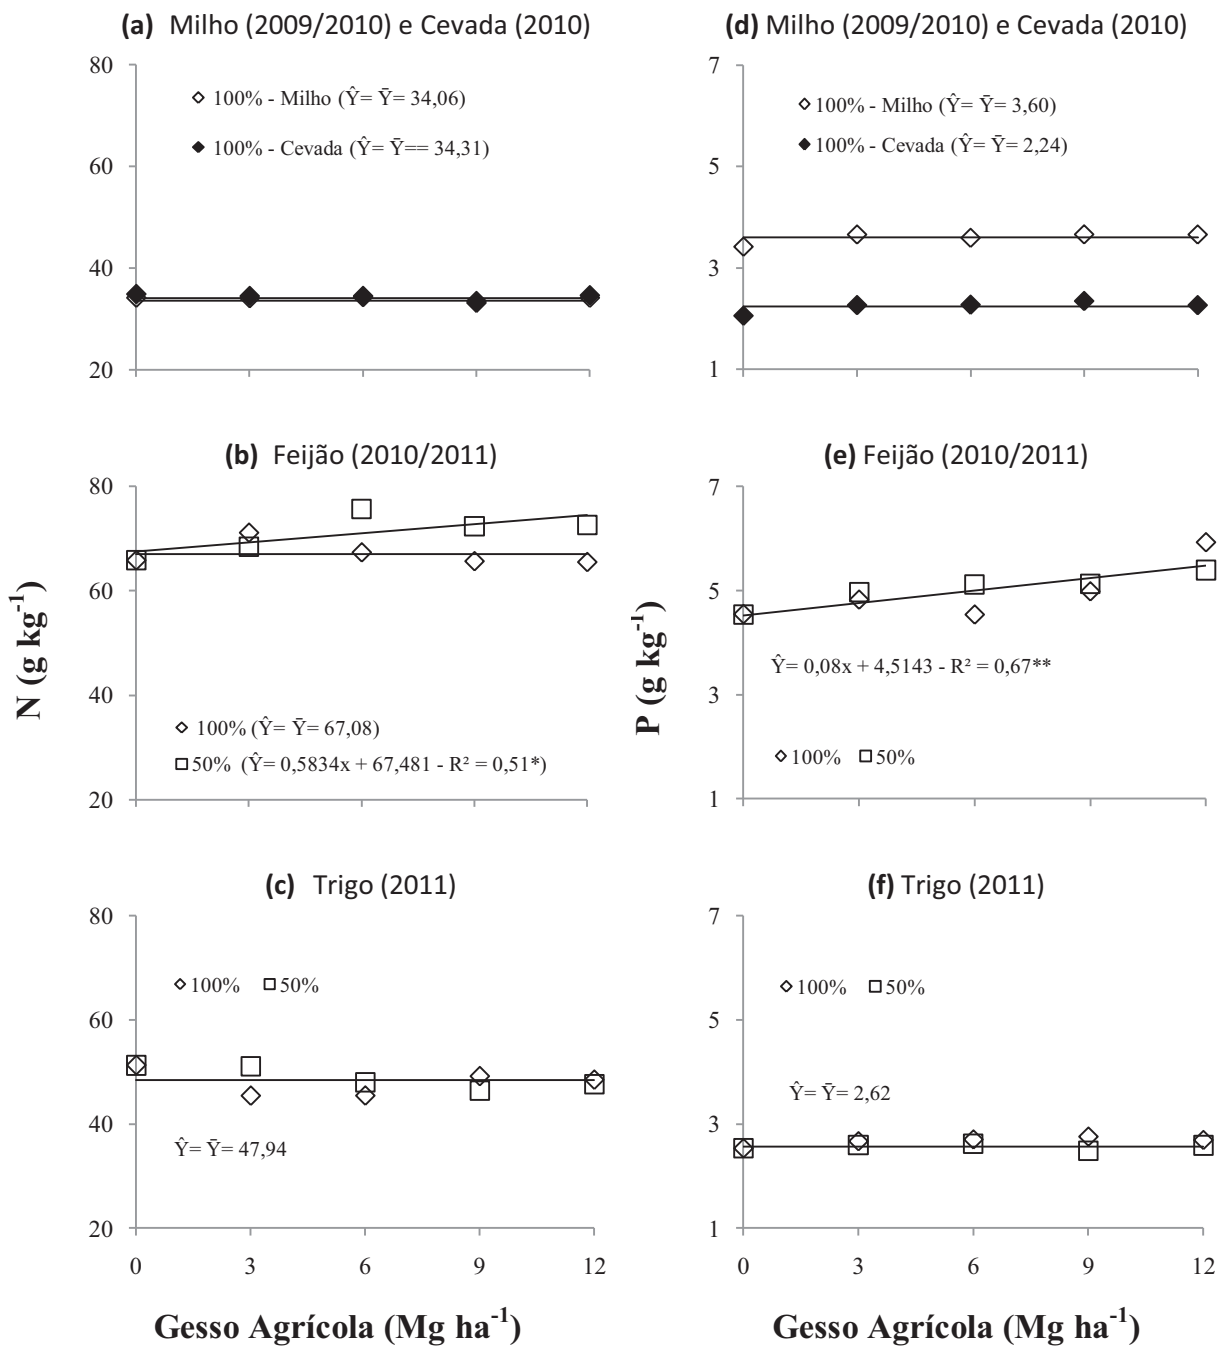 (a) Milho (2009/2010) e Cevada (2010)
80
60
40
20
100% - Milho (Ŷ= Ȳ= 34,06)
100% - Cevada (Ŷ= Ȳ== 34,31)
(d) Milho (2009/2010) e Cevada (2010)
7
5
3
1
100% - Milho (Ŷ= Ȳ= 3,60)
100% - Cevada (Ŷ= Ȳ= 2,24)
(b) Feijão (2010/2011)
80
60
40
20
100% (Ŷ= Ȳ= 67,08)
50% (Ŷ= 0,5834x + 67,481 - R² = 0,51*)
N (g kg⁻¹)
(e) Feijão (2010/2011)
7
5
3
1
Ŷ= 0,08x + 4,5143 - R² = 0,67**
100% 50%
P (g kg⁻¹)
(c) Trigo (2011)
80
60
40
20
100% 50%
Ŷ= Ȳ= 47,94
0 3 6 9 12
Gesso Agrícola (Mg ha⁻¹)
(f) Trigo (2011)
7
5
3
1
100% 50%
Ŷ= Ȳ= 2,62
0 3 6 9 12
Gesso Agrícola (Mg ha⁻¹)